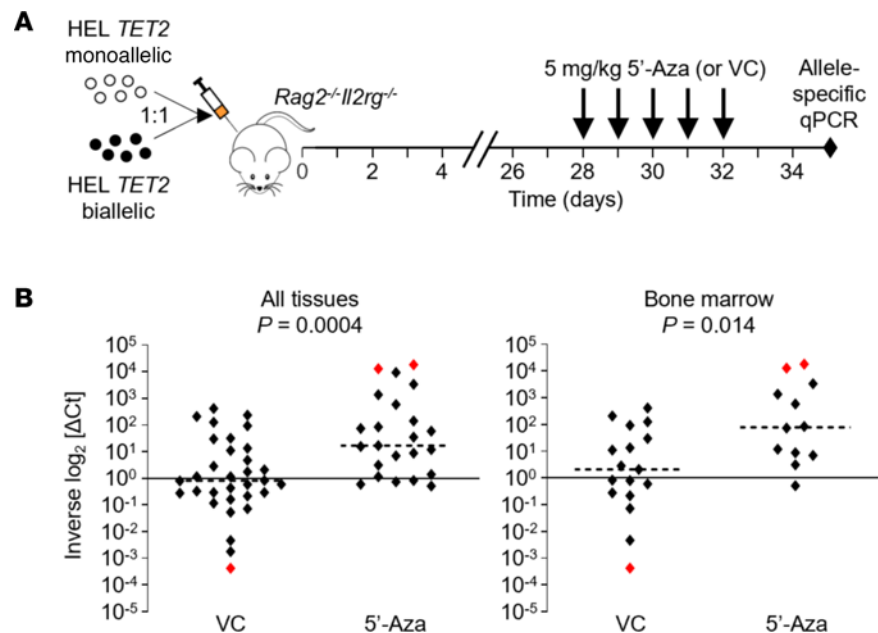 A
HEL TET2
monoallelic
1:1
HEL TET2
biallelic
Rag2-/-Il2rg-/-
5 mg/kg 5'-Aza (or VC)
Allele-
specific
qPCR
0 2 4 26 28 30 32 34
Time (days)
B
All tissues
P = 0.0004
Inverse log2 [ΔCt]
10^5
10^4
10^3
10^2
10^1
10^0
10^-1
10^-2
10^-3
10^-4
10^-5
VC 5'-Aza
Bone marrow
P = 0.014
10^5
10^4
10^3
10^2
10^1
10^0
10^-1
10^-2
10^-3
10^-4
10^-5
VC 5'-Aza